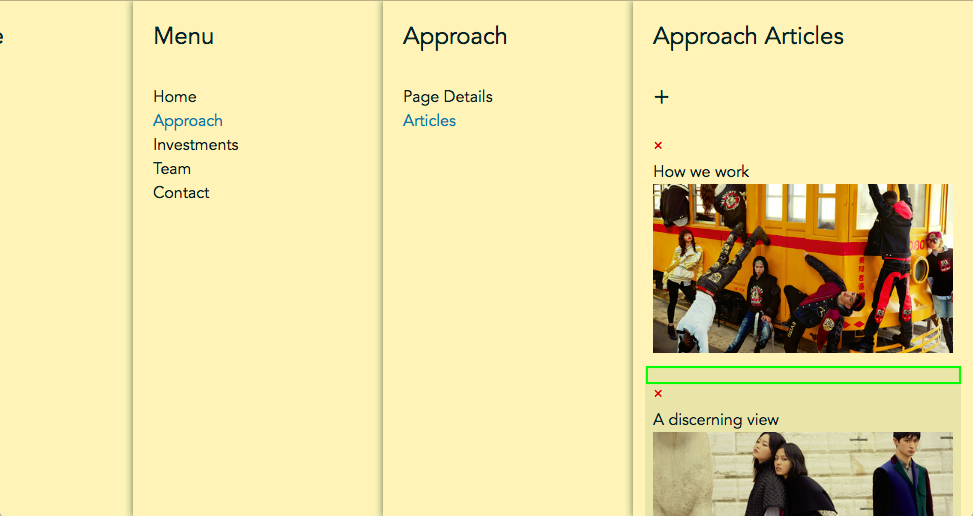 e
Menu
Home
Approach
Investments
Team
Contact
Approach
Page Details
Articles
Approach Articles
+
×
How we work
×
A discerning view